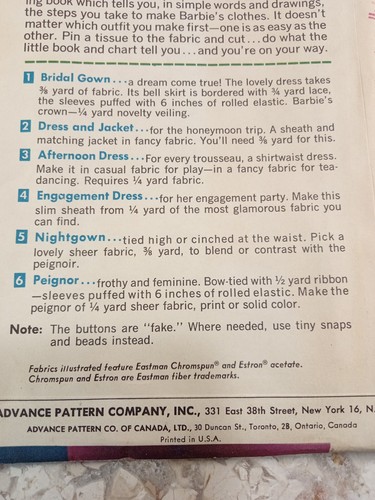 ing book which tells you, in simple words and drawings,
the steps you take to make Barbie's clothes. It doesn't
matter which outfit you make first—one is as easy as the
other. Pin a tissue to the fabric and cut...do what the
little book and chart tell you...and you're on your way.
1 Bridal Gown...a dream come true! The lovely dress takes
⅜ yard of fabric. Its bell skirt is bordered with ¾ yard lace,
the sleeves puffed with 6 inches of rolled elastic. Barbie's
crown—¼ yard novelty veiling.
2 Dress and Jacket...for the honeymoon trip. A sheath and
matching jacket in fancy fabric. You'll need ⅜ yard for this.
3 Afternoon Dress...For every trousseau, a shirtwaist dress.
Make it in casual fabric for play—in a fancy fabric for tea-
dancing. Requires ¼ yard fabric.
4 Engagement Dress...for her engagement party. Make this
slim sheath from ¼ yard of the most glamorous fabric you
can find.
5 Nightgown...tied high or cinched at the waist. Pick a
lovely sheer fabric, ⅜ yard, to blend or contrast with the
peignoir.
6 Peignor...frothy and feminine. Bow-tied with ½ yard ribbon
—sleeves puffed with 6 inches of rolled elastic. Make the
peignor of ¼ yard sheer fabric, print or solid color.
Note: The buttons are "fake." Where needed, use tiny snaps
and beads instead.
Fabrics illustrated feature Eastman Chromspun® and Estron® acetate.
Chromspun and Estron are Eastman fiber trademarks.
ADVANCE PATTERN COMPANY, INC., 331 East 38th Street, New York 16, N.
ADVANCE PATTERN CO. OF CANADA, LTD., 30 Duncan St., Toronto, 2B, Ontario, Canada
Printed in U.S.A.